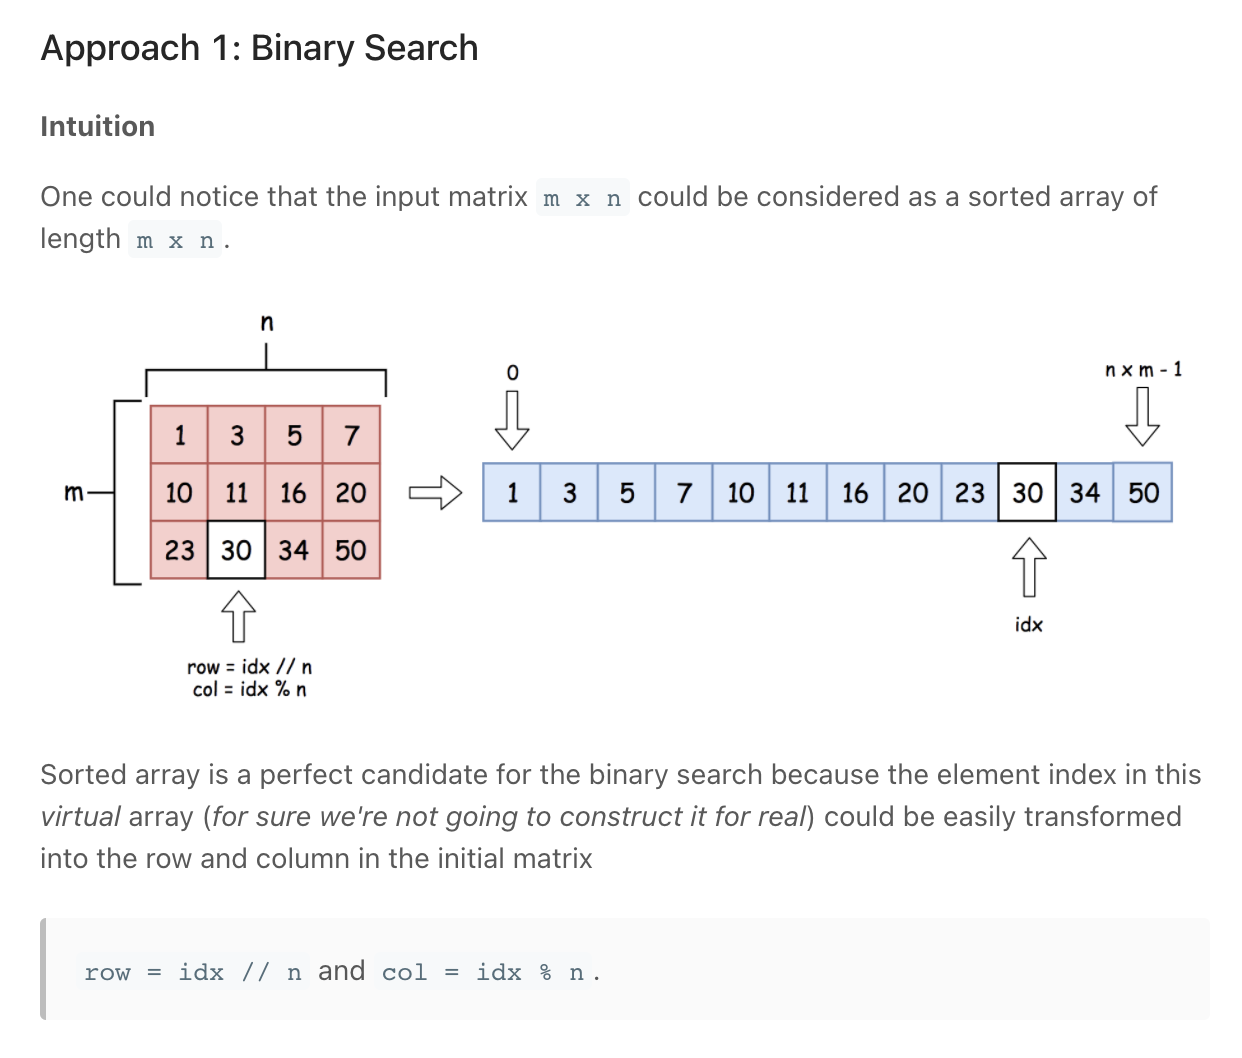 Approach 1: Binary Search
Intuition
One could notice that the input matrix m x n could be considered as a sorted array of
length m x n.
n
m
1 3 5 7
10 11 16 20
23 30 34 50
row = idx // n
col = idx % n
0
n x m - 1
1 3 5 7 10 11 16 20 23 30 34 50
idx
Sorted array is a perfect candidate for the binary search because the element index in this
virtual array (for sure we're not going to construct it for real) could be easily transformed
into the row and column in the initial matrix
row = idx // n and col = idx % n.